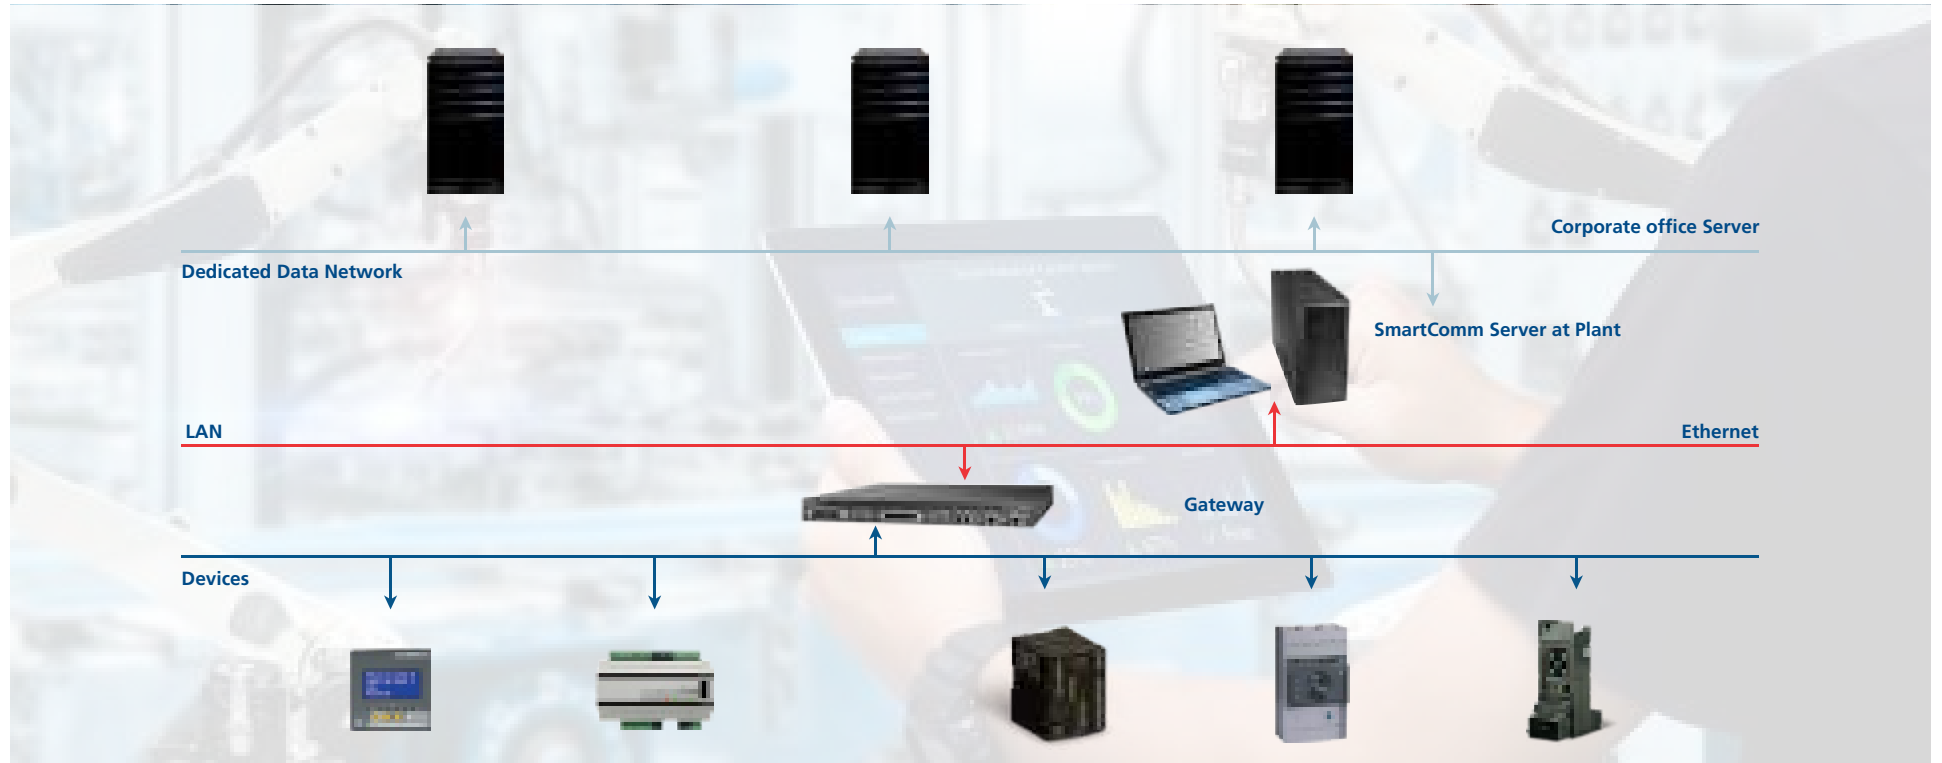 Corporate office Server
Dedicated Data Network
SmartComm Server at Plant
LAN
Ethernet
Gateway
Devices